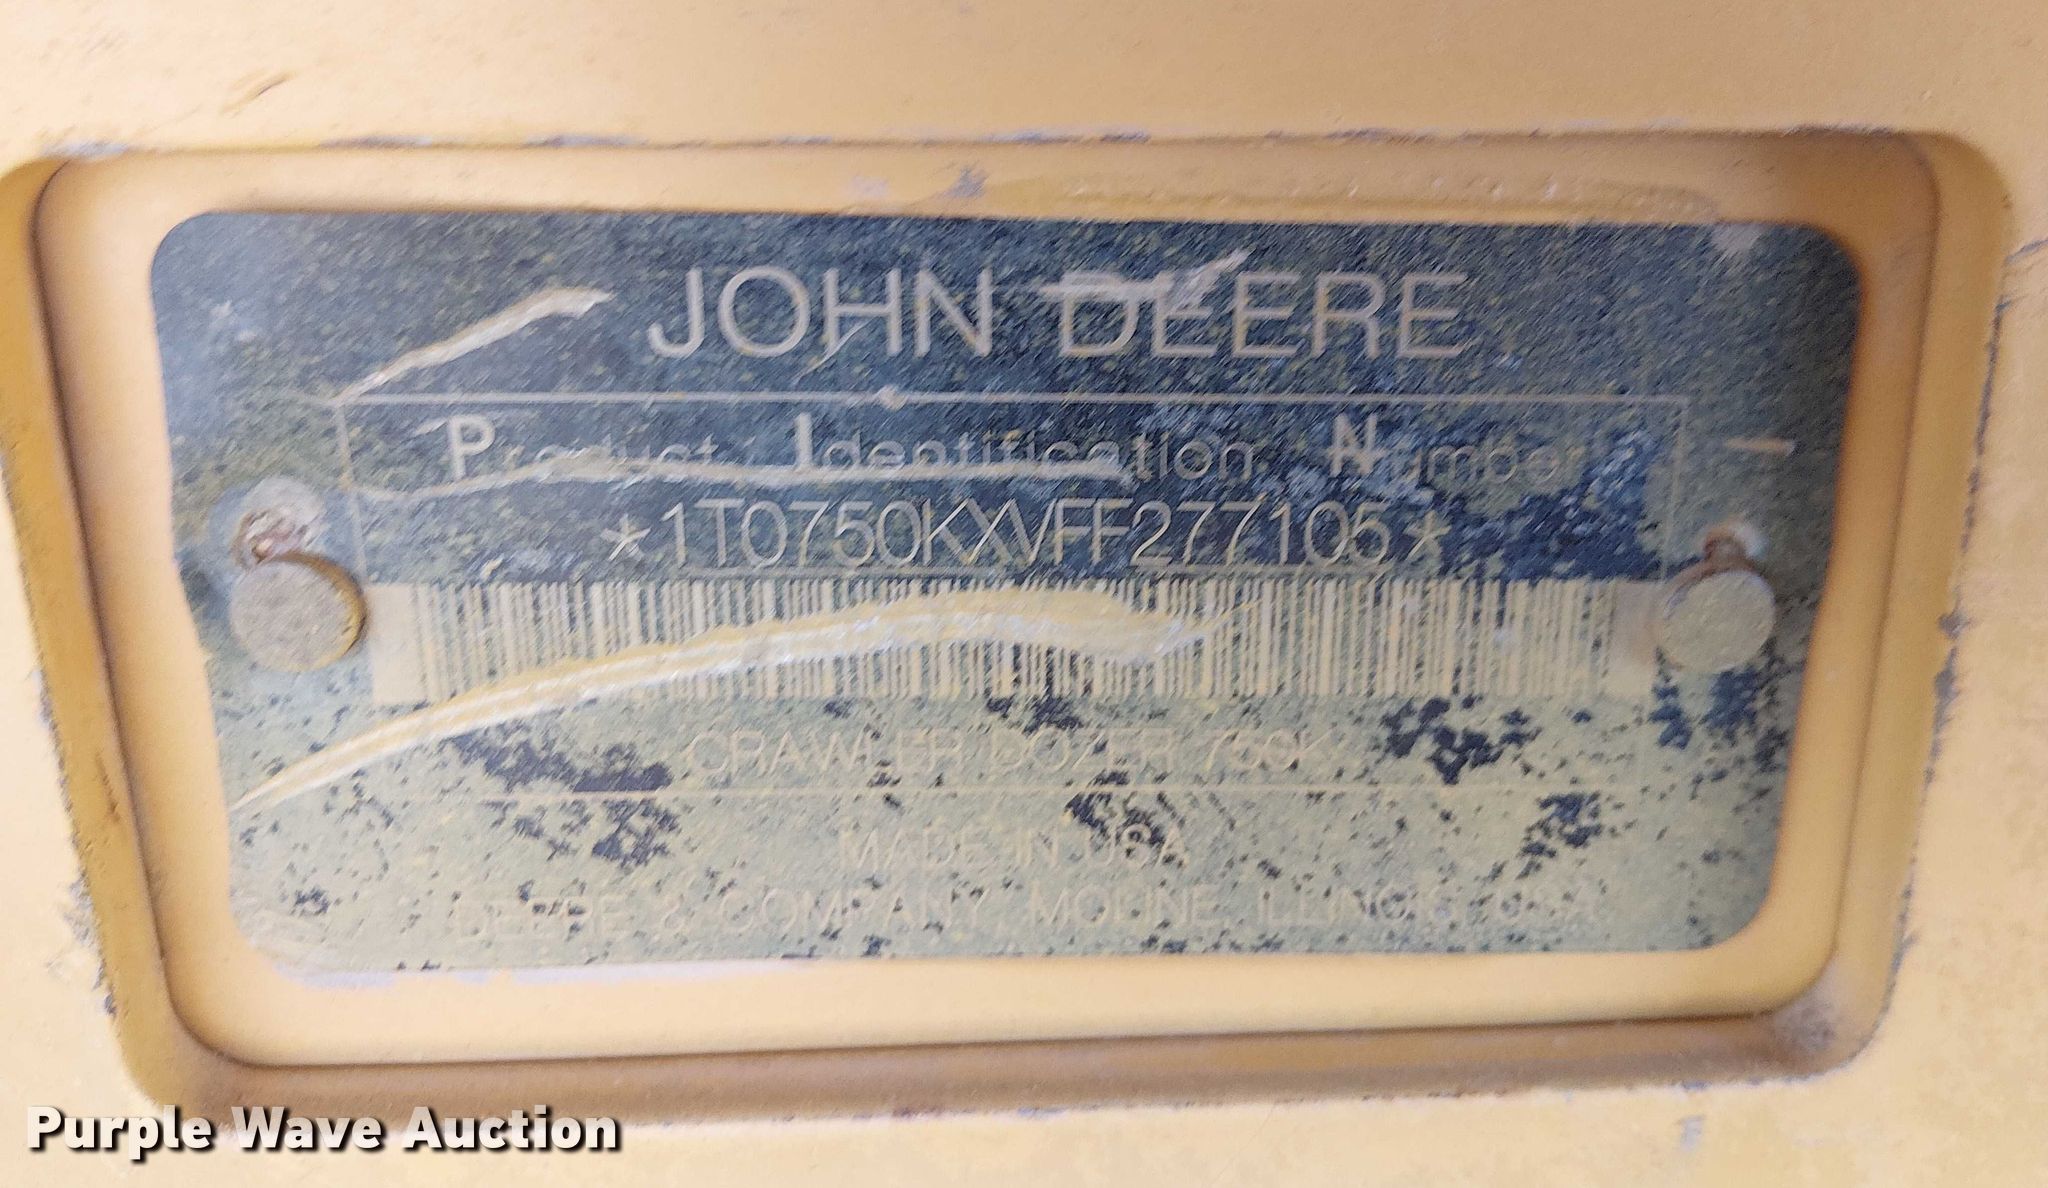 JOHN DEERE
Product Identification Number
*1T0750KXVFF277105*
CRAWLER DOZER 750K
MADE IN USA
DEERE & COMPANY MOLINE, ILLINOIS USA
Purple Wave Auction